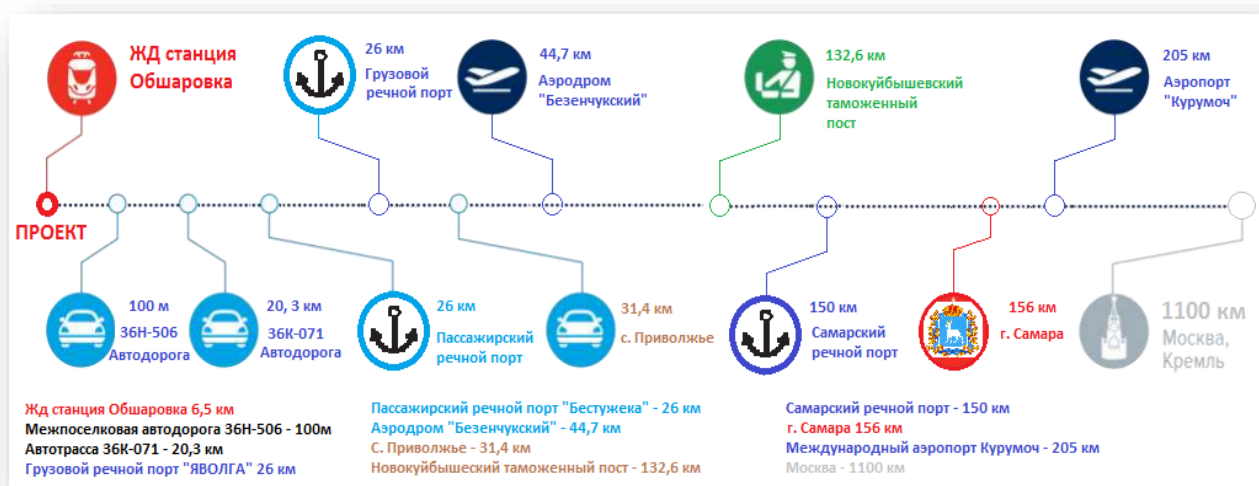 ЖД станция
Обшаровка
26 км
Грузовой
речной порт
44,7 км
Аэродром
"Безенчукский"
132,6 км
Новокуйбышевский
таможенный
пост
205 км
Аэропорт
"Курумоч"
ПРОЕКТ
100 м
36Н-506
Автодорога
20, 3 км
36К-071
Автодорога
26 км
Пассажирский
речной порт
31,4 км
с. Приволжье
150 км
Самарский
речной порт
156 км
г. Самара
1100 км
Москва,
Кремль
Жд станция Обшаровка 6,5 км
Межпоселковая автодорога 36Н-506 - 100м
Автотрасса 36К-071 - 20,3 км
Грузовой речной порт "ЯВОЛГА" 26 км
Пассажирский речной порт "Бестужека" - 26 км
Аэродром "Безенчукский" - 44,7 км
С. Приволжье - 31,4 км
Новокуйбышеский таможенный пост - 132,6 км
Самарский речной порт - 150 км
г. Самара 156 км
Международный аэропорт Курумоч - 205 км
Москва - 1100 км